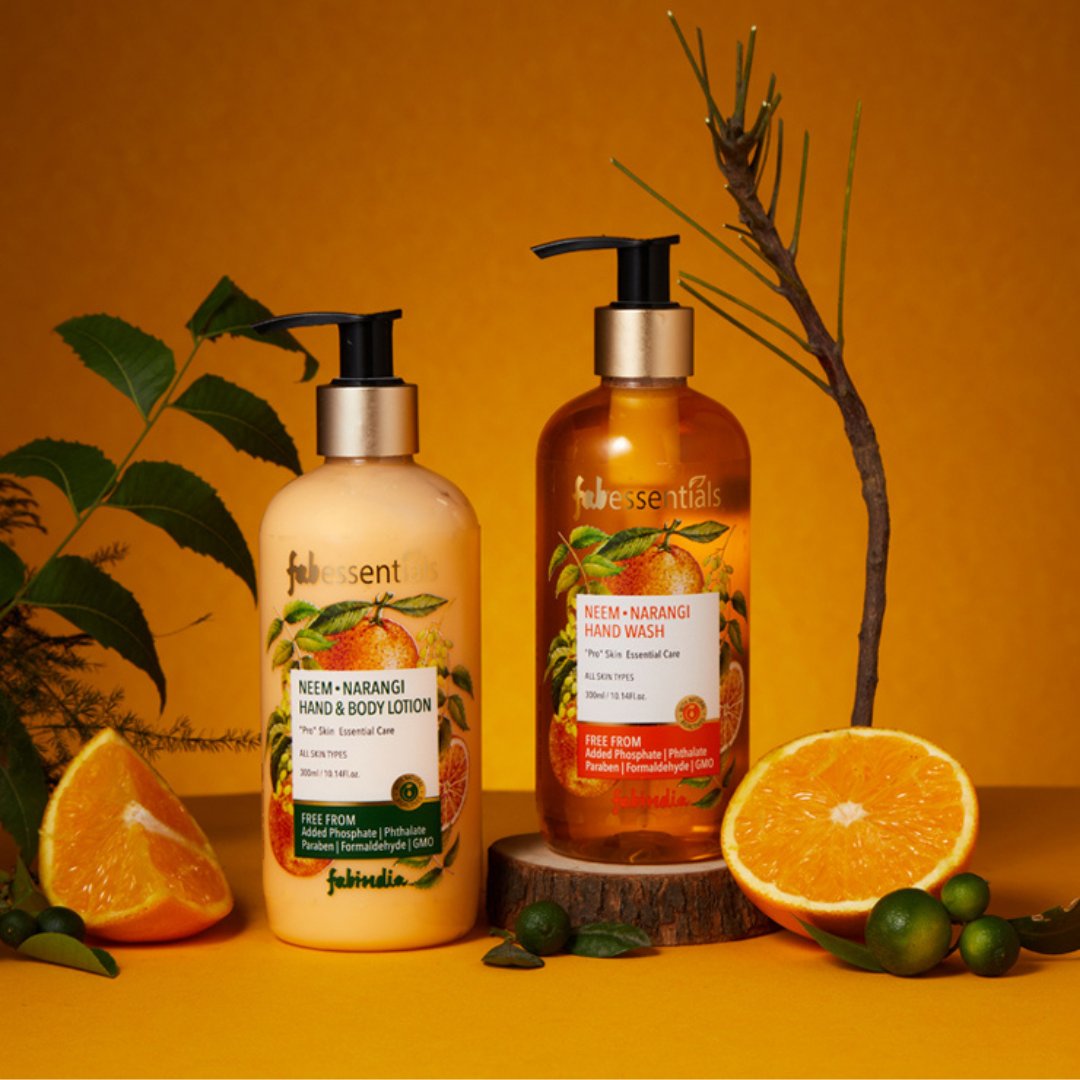 fabessentials
NEEM • NARANGI
HAND & BODY LOTION
"Pro" Skin Essential Care
ALL SKIN TYPES
300ml / 10.14Fl.oz.
FREE FROM
Added Phosphate | Phthalate
Paraben | Formaldehyde | GMO
fabindia
fabessentials
NEEM • NARANGI
HAND WASH
"Pro" Skin Essential Care
ALL SKIN TYPES
300ml / 10.14Fl.oz.
FREE FROM
Added Phosphate | Phthalate
Paraben | Formaldehyde | GMO
fabindia